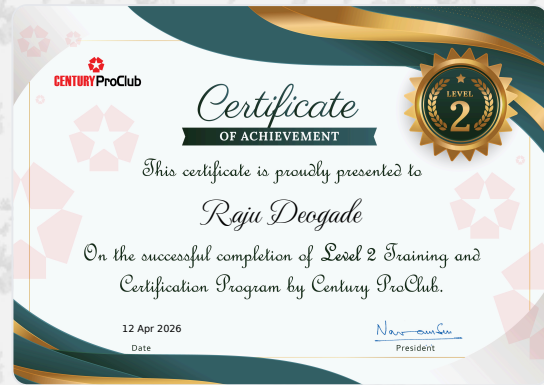 CENTURY ProClub
LEVEL
2
Certificate
OF ACHIEVEMENT
This certificate is proudly presented to
Raju Deogade
On the successful completion of Level 2 Training and
Certification Program by Century ProClub.
12 Apr 2026
Date
President